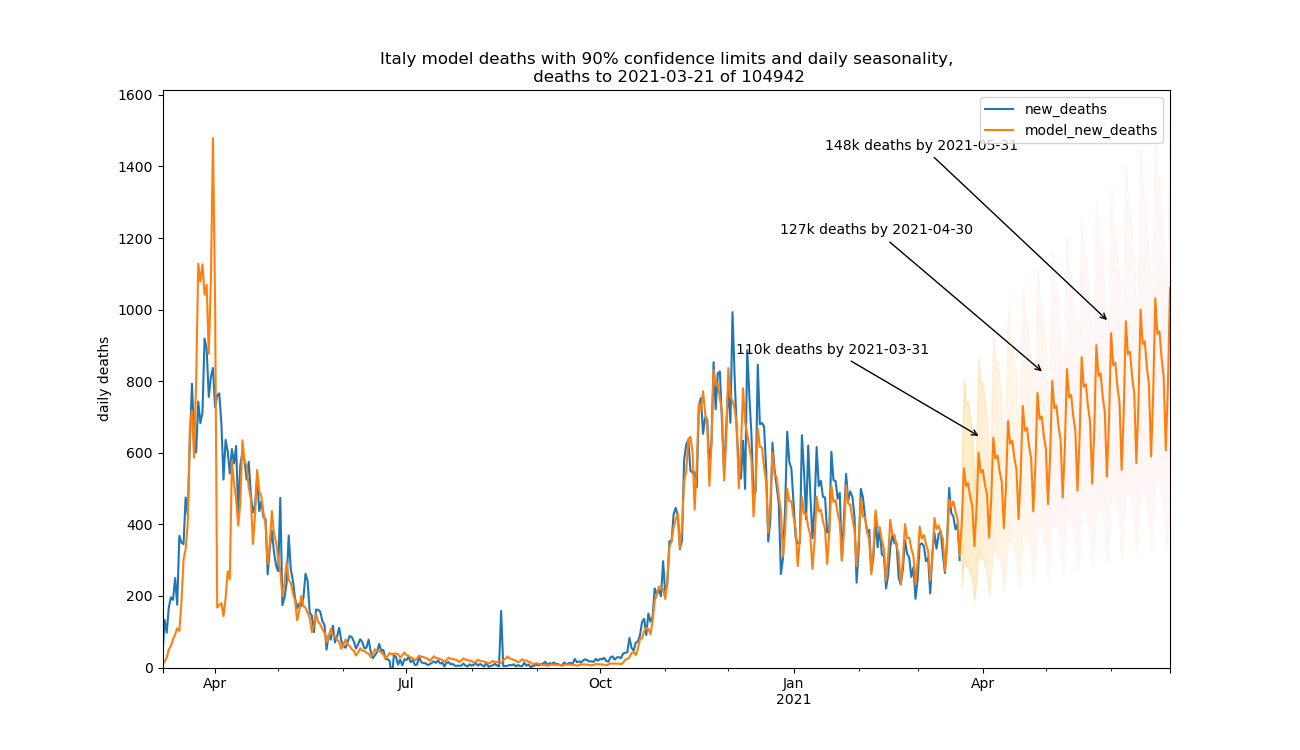 Italy model deaths with 90% confidence limits and daily seasonality,
deaths to 2021-03-21 of 104942
1600
1400
1200
1000
800
600
400
200
0
daily deaths
new_deaths
model_new_deaths
148k deaths by 2021-05-31
127k deaths by 2021-04-30
110k deaths by 2021-03-31
Apr
Jul
Oct
Jan
2021
Apr